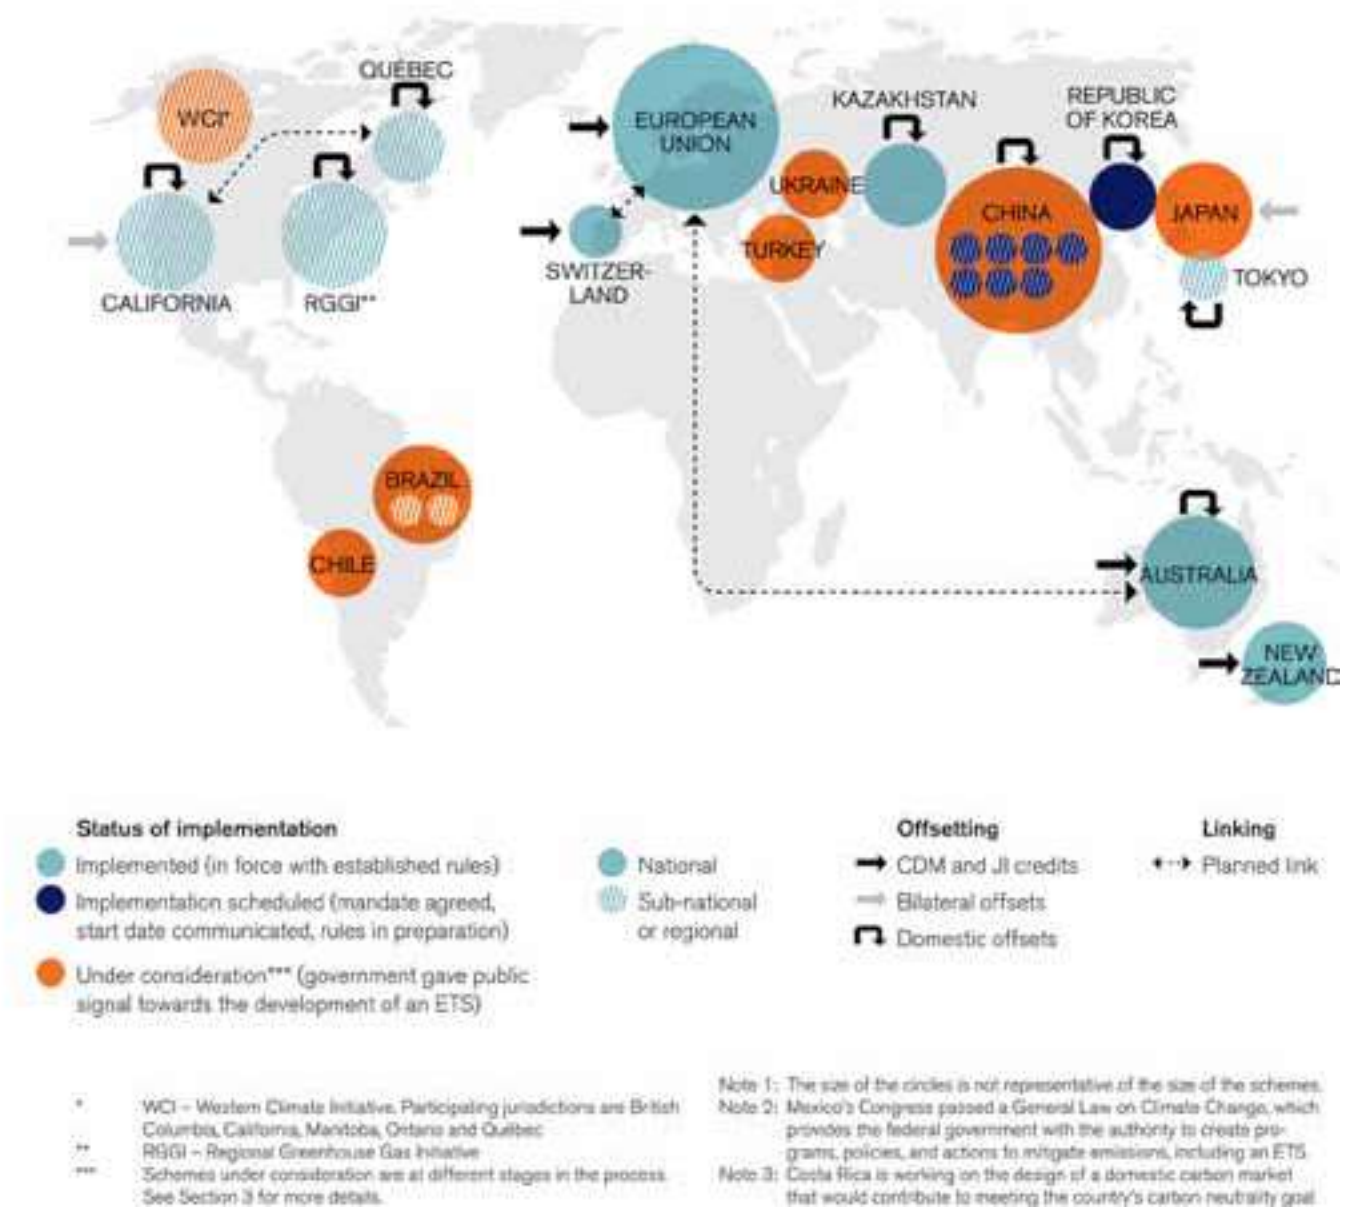 QUÉBEC
WCI*
EUROPEAN
UNION
KAZAKHSTAN
REPUBLIC
OF KOREA
UKRAINE
CHINA
JAPAN
TURKEY
SWITZER-
LAND
TOKYO
CALIFORNIA
RGGI**
BRAZIL
CHILE
AUSTRALIA
NEW
ZEALAND
Status of implementation
Implemented (in force with established rules)
Implementation scheduled (mandate agreed,
start date communicated, rules in preparation)
Under consideration*** (government gave public
signal towards the development of an ETS)
National
Sub-national
or regional
Offsetting
CDM and JI credits
Bilateral offsets
Domestic offsets
Linking
Planned link
* WCI – Western Climate Initiative. Participating jurisdictions are British
Columbia, California, Manitoba, Ontario and Québec
** RGGI – Regional Greenhouse Gas Initiative
*** Schemes under consideration are at different stages in the process.
See Section 3 for more details.
Note 1: The size of the circles is not representative of the size of the schemes.
Note 2: Mexico's Congress passed a General Law on Climate Change, which
provides the federal government with the authority to create pro-
grams, policies, and actions to mitigate emissions, including an ETS.
Note 3: Costa Rica is working on the design of a domestic carbon market
that would contribute to meeting the country's carbon neutrality goal